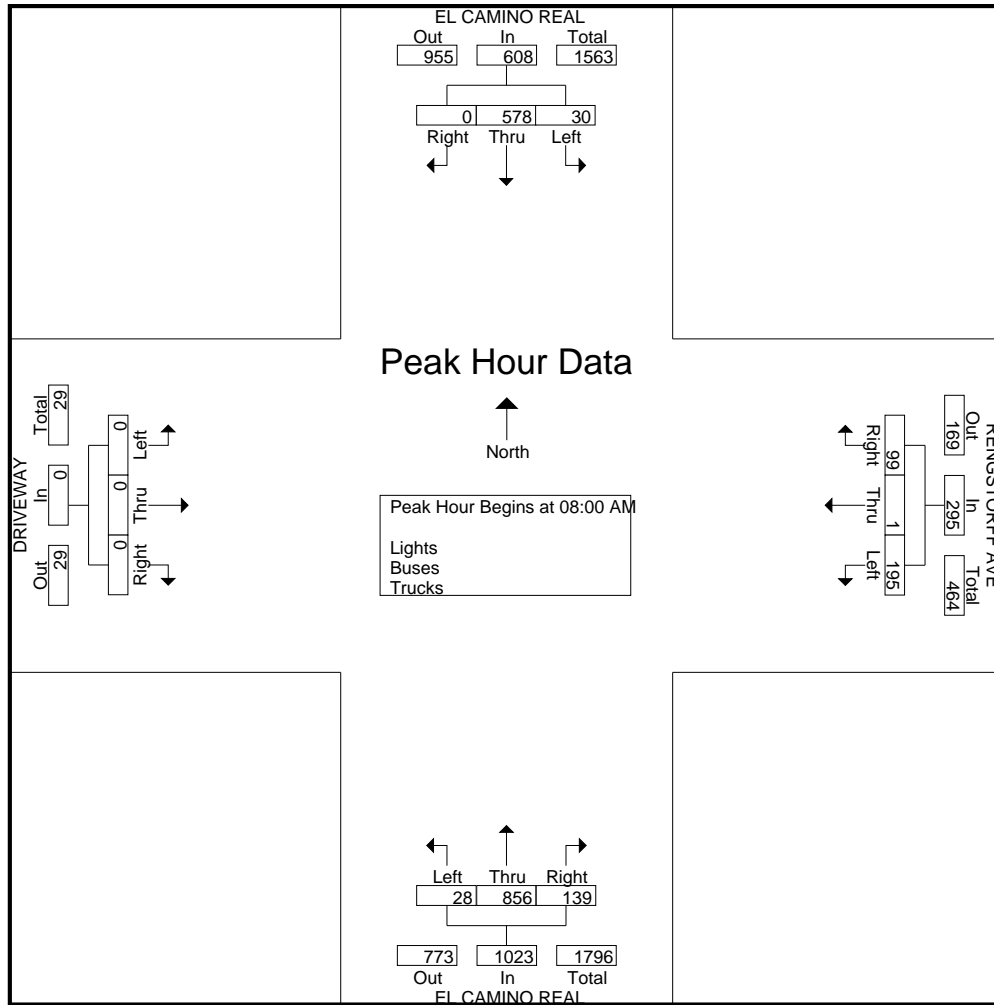 EL CAMINO REAL
Out In Total
955 608 1563
0 578 30
Right Thru Left
Peak Hour Data
North
Peak Hour Begins at 08:00 AM
Lights
Buses
Trucks
DRIVEWAY
Out In Total
29 0 29
Right Thru Left
0 0 0
RENGSTORFF AVE
Out In Total
169 295 464
99 1 195
Right Thru Left
Left Thru Right
28 856 139
773 1023 1796
Out In Total
EL CAMINO REAL